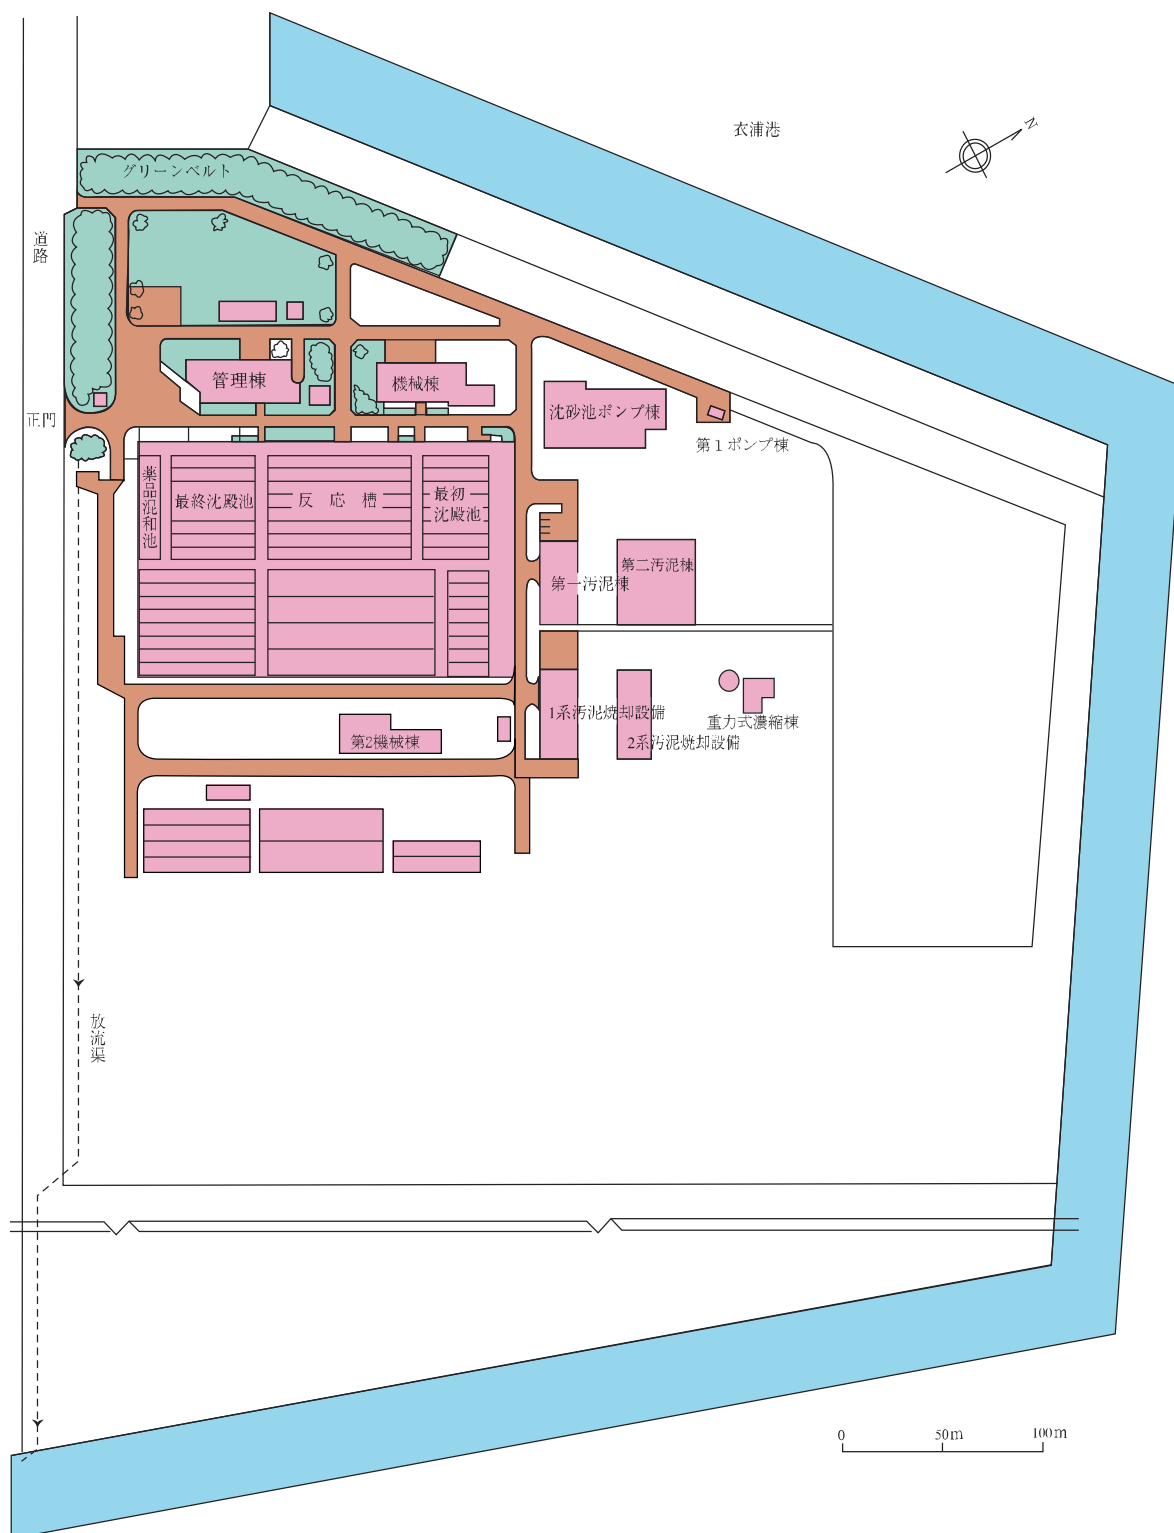 衣浦港
N
グリーンベルト
道路
管理棟
機械棟
沈砂池ポンプ棟
正門
第１ポンプ棟
薬品混和池
最終沈殿池
反応槽
最初
沈殿池
第一汚泥棟
第二汚泥棟
1系汚泥焼却設備
重力式濃縮棟
第2機械棟
2系汚泥焼却設備
放流渠
0
50m
100m